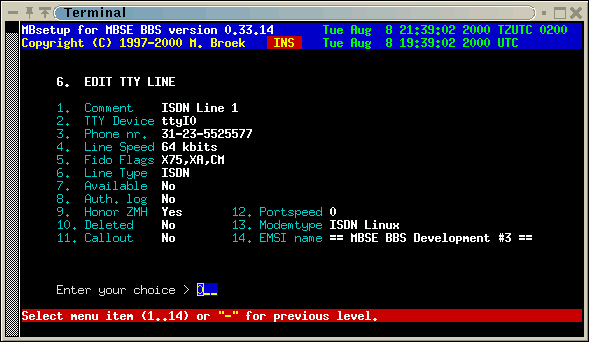 Terminal
MBsetup for MBSE BBS version 0.33.14 Tue Aug 8 21:39:02 2000 TZUTC 0200
Copyright (C) 1997-2000 M. Broek INS Tue Aug 8 19:39:02 2000 UTC
6. EDIT TTY LINE
1. Comment ISDN Line 1
2. TTY Device ttyI0
3. Phone nr. 31-23-5525577
4. Line Speed 64 kbits
5. Fido Flags X75,XA,CM
6. Line Type ISDN
7. Available No
8. Auth. log No
9. Honor ZMH Yes 12. Portspeed 0
10. Deleted No 13. Modemtype ISDN Linux
11. Callout No 14. EMSI name == MBSE BBS Development #3 ==
Enter your choice > 0__
Select menu item (1..14) or "-" for previous level.